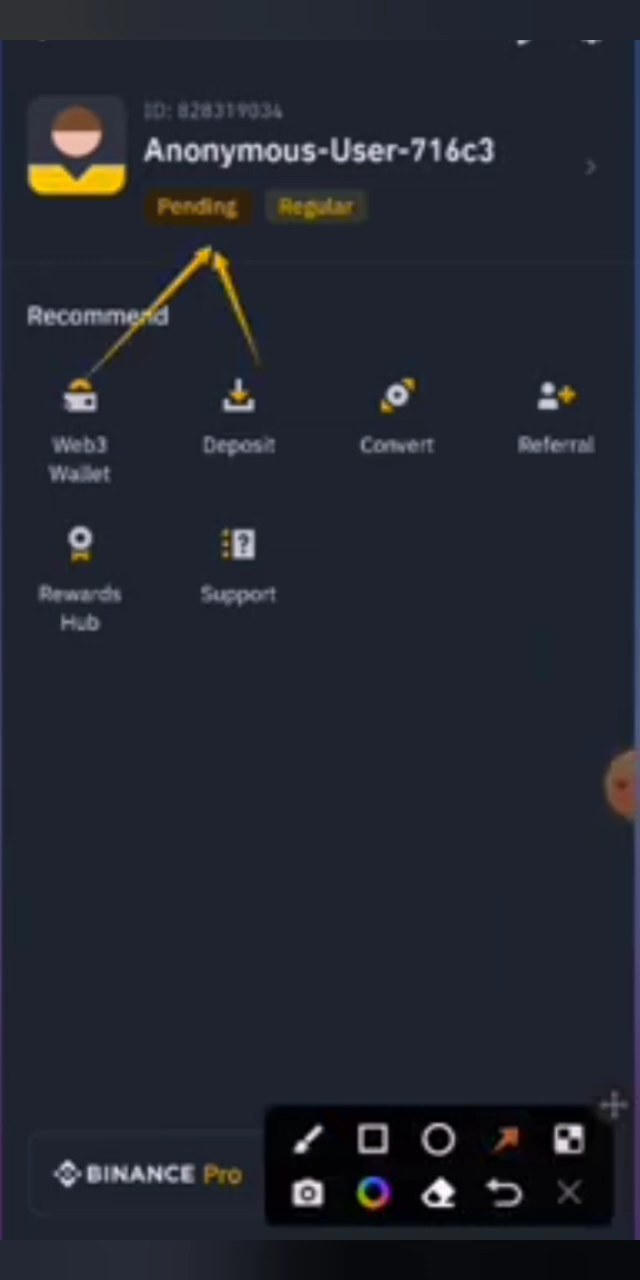 ID: 828319034
Anonymous-User-716c3
Pending Regular
Recommend
Web3 Wallet
Deposit
Convert
Referral
Rewards Hub
Support
BINANCE Pro